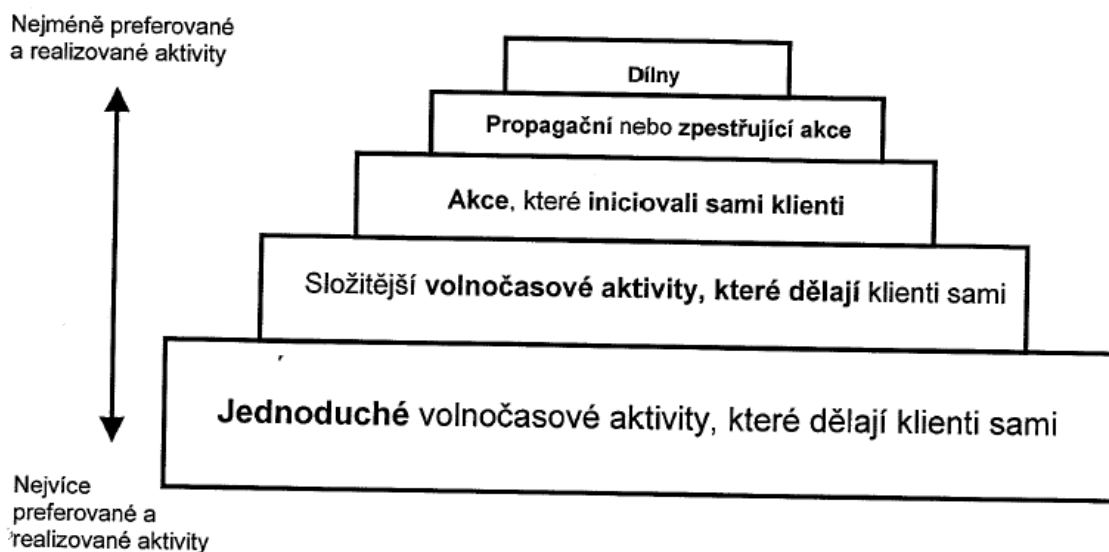 Nejméně preferované
a realizované aktivity
Dílny
Propagační nebo zpestřující akce
Akce, které iniciovali sami klienti
Složitější volnočasové aktivity, které dělají klienti sami
Jednoduché volnočasové aktivity, které dělají klienti sami
Nejvíce
preferované a
realizované aktivity